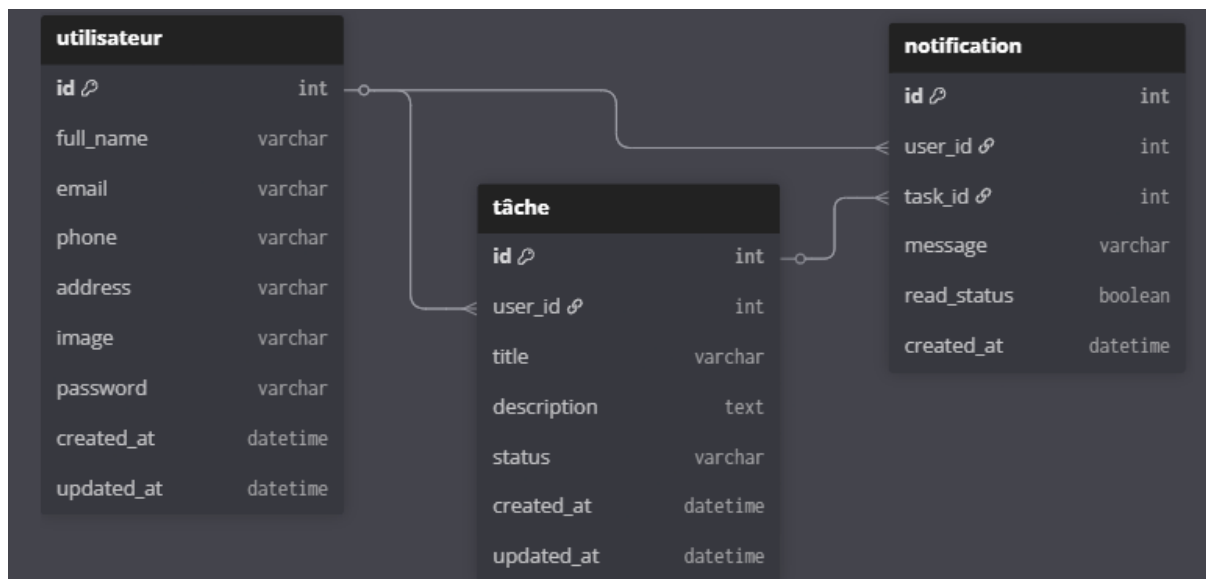 utilisateur
id int
full_name varchar
email varchar
phone varchar
address varchar
image varchar
password varchar
created_at datetime
updated_at datetime
tâche
id int
user_id int
title varchar
description text
status varchar
created_at datetime
updated_at datetime
notification
id int
user_id int
task_id int
message varchar
read_status boolean
created_at datetime